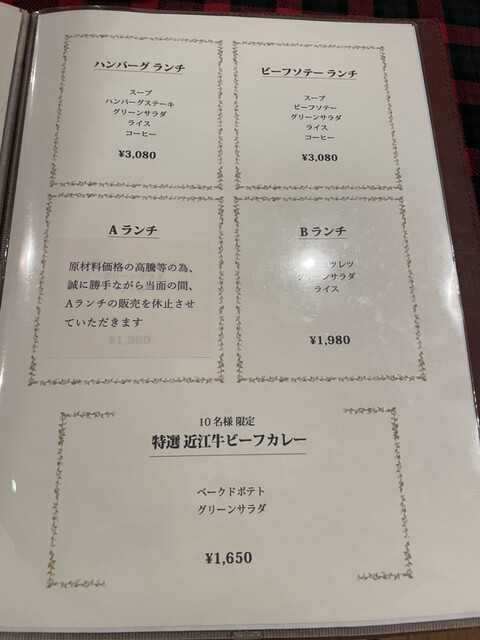 ハンバーグ ランチ
スープ
ハンバーグステーキ
グリーンサラダ
ライス
コーヒー
¥3,080
ビーフソテー ランチ
スープ
ビーフソテー
グリーンサラダ
ライス
コーヒー
¥3,080
A ランチ
原材料価格の高騰等の為、
誠に勝手ながら当面の間、
Aランチの販売を休止させ
ていただきます
B ランチ
グリーンサラダ
ライス
¥1,980
10名様 限定
特選 近江牛ビーフカレー
ベークドポテト
グリーンサラダ
¥1,650